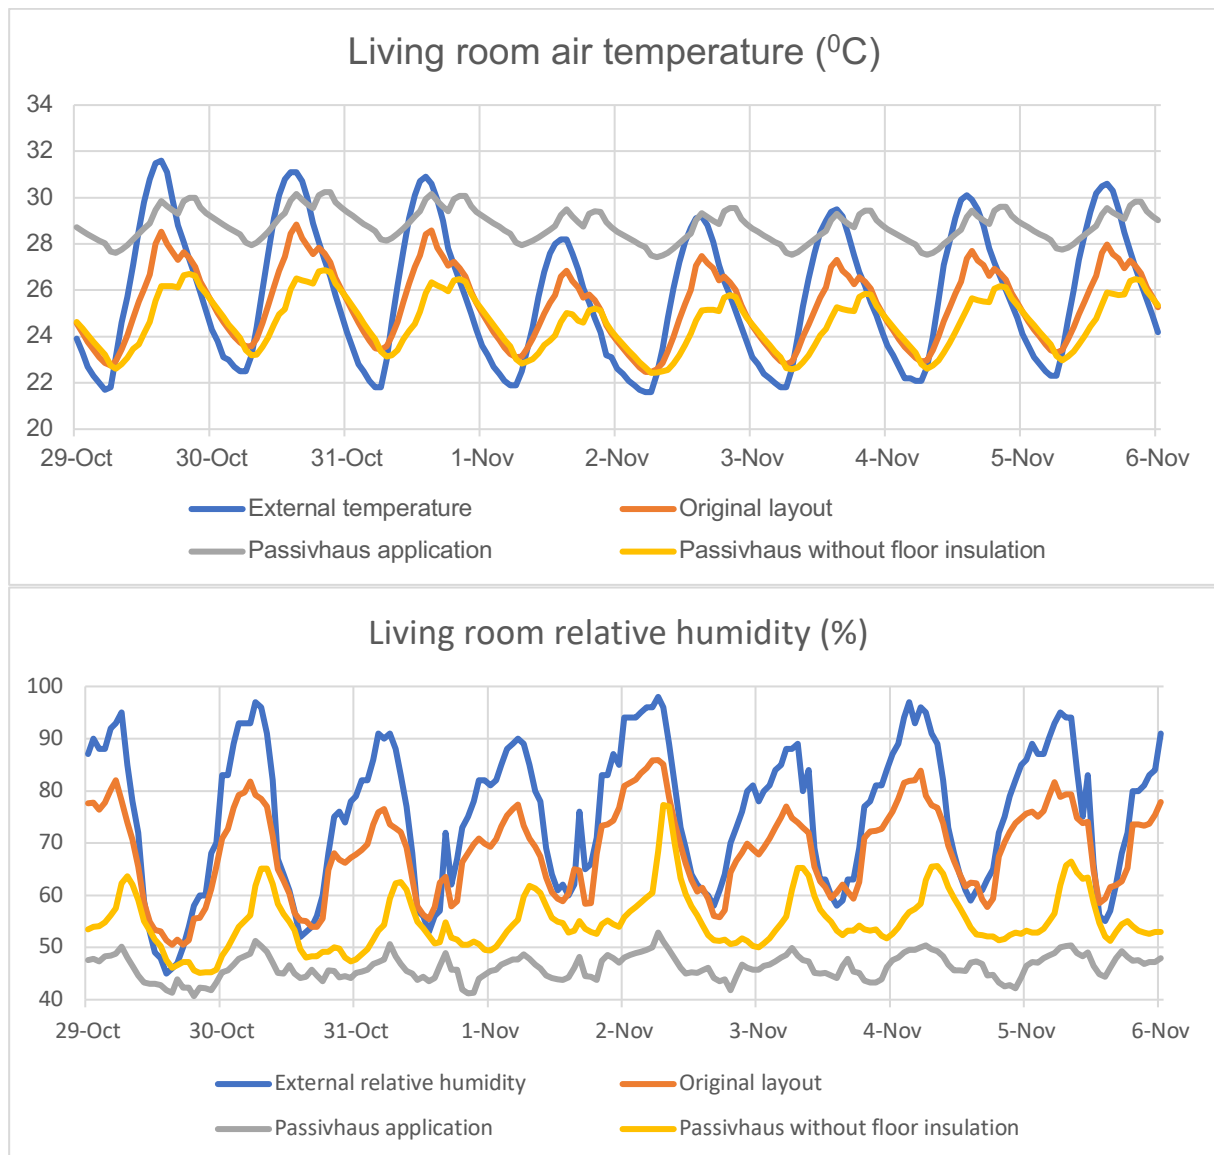 Living room air temperature (⁰C)
34
32
30
28
26
24
22
20
29-Oct 30-Oct 31-Oct 1-Nov 2-Nov 3-Nov 4-Nov 5-Nov 6-Nov
External temperature Original layout
Passivhaus application Passivhaus without floor insulation
Living room relative humidity (%)
100
90
80
70
60
50
40
29-Oct 30-Oct 31-Oct 1-Nov 2-Nov 3-Nov 4-Nov 5-Nov 6-Nov
External relative humidity Original layout
Passivhaus application Passivhaus without floor insulation